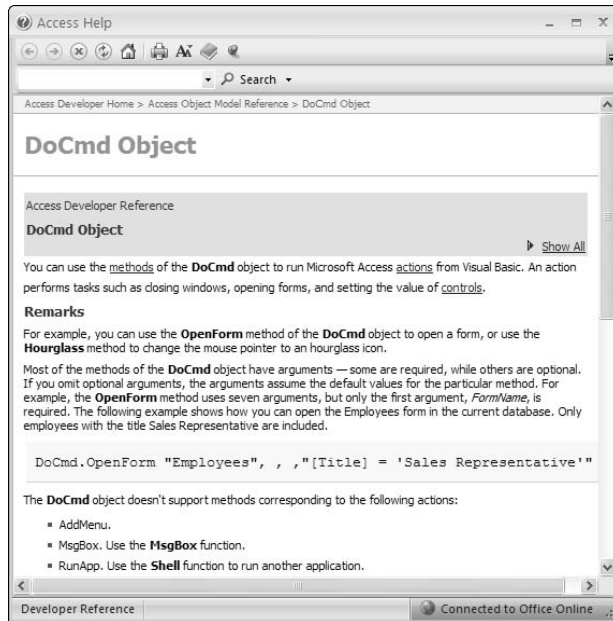 Access Help
Search
Access Developer Home > Access Object Model Reference > DoCmd Object
DoCmd Object
Access Developer Reference
DoCmd Object
Show All
You can use the methods of the DoCmd object to run Microsoft Access actions from Visual Basic. An action
performs tasks such as closing windows, opening forms, and setting the value of controls.
Remarks
For example, you can use the OpenForm method of the DoCmd object to open a form, or use the
Hourglass method to change the mouse pointer to an hourglass icon.
Most of the methods of the DoCmd object have arguments — some are required, while others are optional.
If you omit optional arguments, the arguments assume the default values for the particular method. For
example, the OpenForm method uses seven arguments, but only the first argument, FormName, is
required. The following example shows how you can open the Employees form in the current database. Only
employees with the title Sales Representative are included.
DoCmd.OpenForm "Employees", , ,"[Title] = 'Sales Representative'"
The DoCmd object doesn't support methods corresponding to the following actions:
▪ AddMenu.
▪ MsgBox. Use the MsgBox function.
▪ RunApp. Use the Shell function to run another application.
Developer Reference
Connected to Office Online